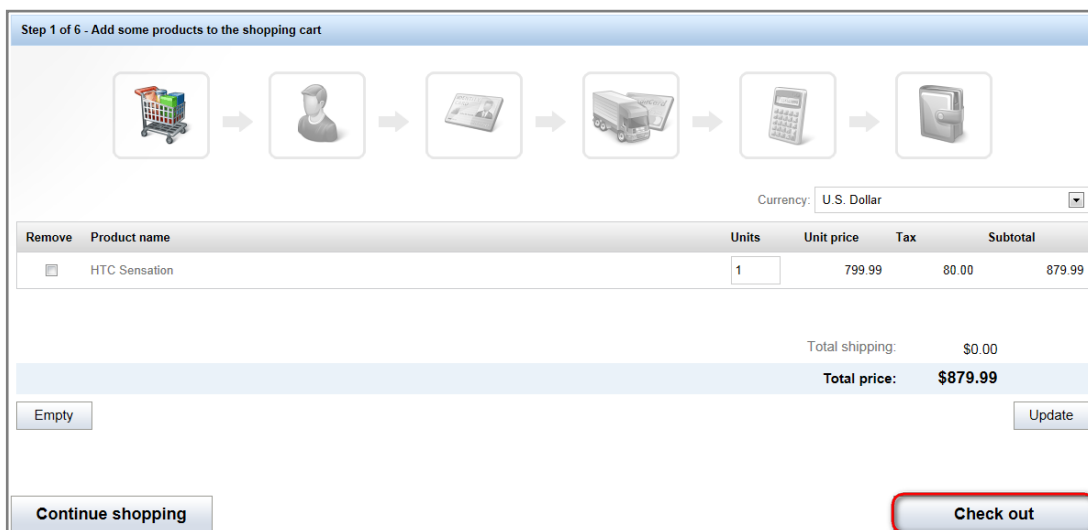 Step 1 of 6 - Add some products to the shopping cart
Currency: U.S. Dollar
Remove Product name Units Unit price Tax Subtotal
HTC Sensation 1 799.99 80.00 879.99
Total shipping: $0.00
Total price: $879.99
Empty Update
Continue shopping Check out